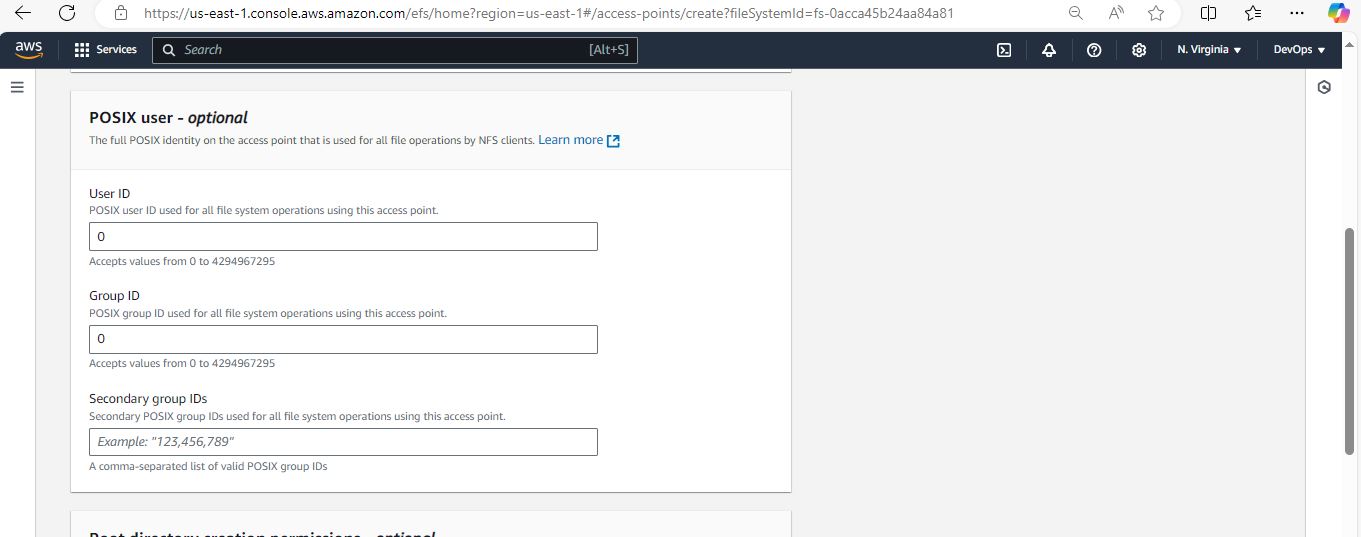 https://us-east-1.console.aws.amazon.com/efs/home?region=us-east-1#/access-points/create?fileSystemId=fs-0acca45b24aa84a81
aws Services Search [Alt+S] N. Virginia ▼ DevOps ▼
POSIX user - optional
The full POSIX identity on the access point that is used for all file operations by NFS clients. Learn more
User ID
POSIX user ID used for all file system operations using this access point.
0
Accepts values from 0 to 4294967295
Group ID
POSIX group ID used for all file system operations using this access point.
0
Accepts values from 0 to 4294967295
Secondary group IDs
Secondary POSIX group IDs used for all file system operations using this access point.
Example: "123,456,789"
A comma-separated list of valid POSIX group IDs
Root directory creation permissions - optional